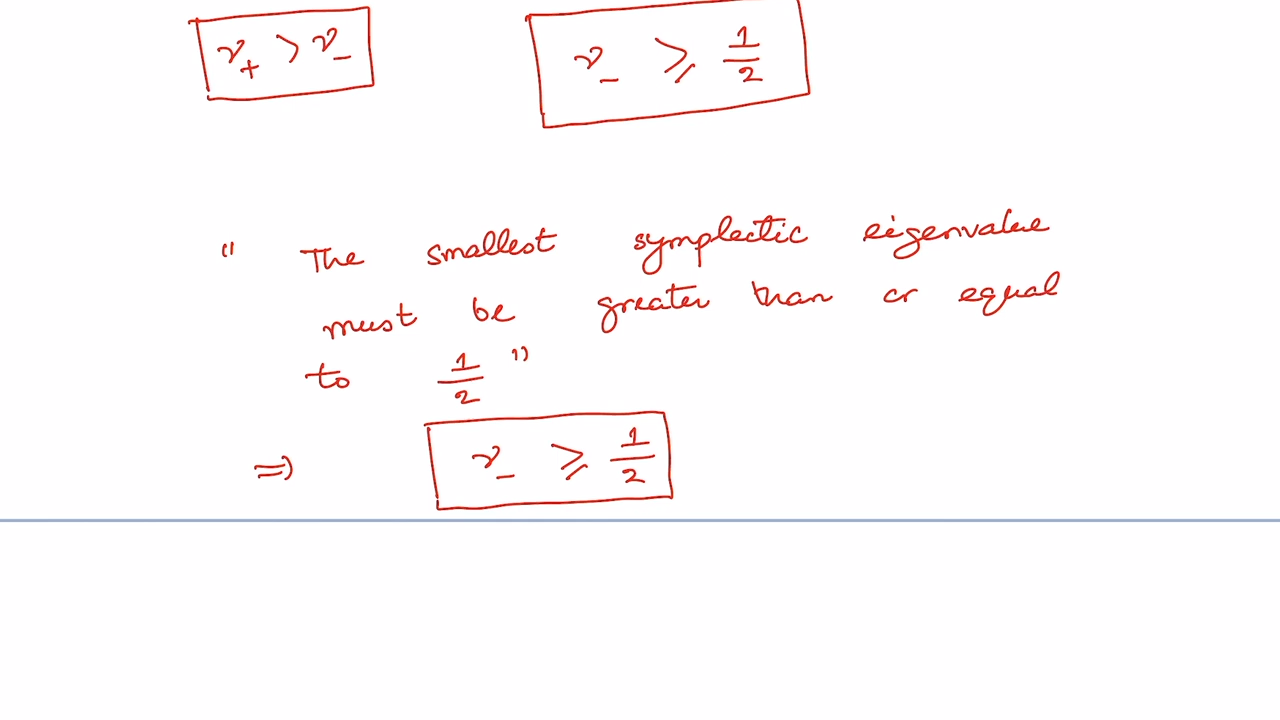 ν₊ > ν₋ ν₋ ⩾ 1/2
" The smallest symplectic eigenvalue
must be greater than or equal
to 1/2 "
⇒ ν₋ ⩾ 1/2